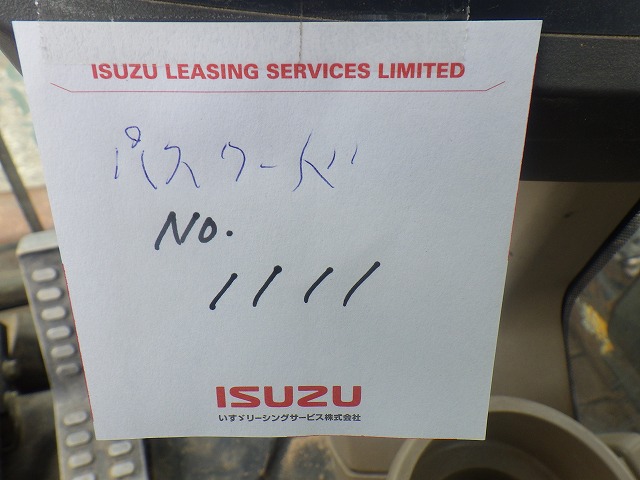 ISUZU LEASING SERVICES LIMITED
パスワード
No.
1111
ISUZU
いすゞリーシングサービス株式会社